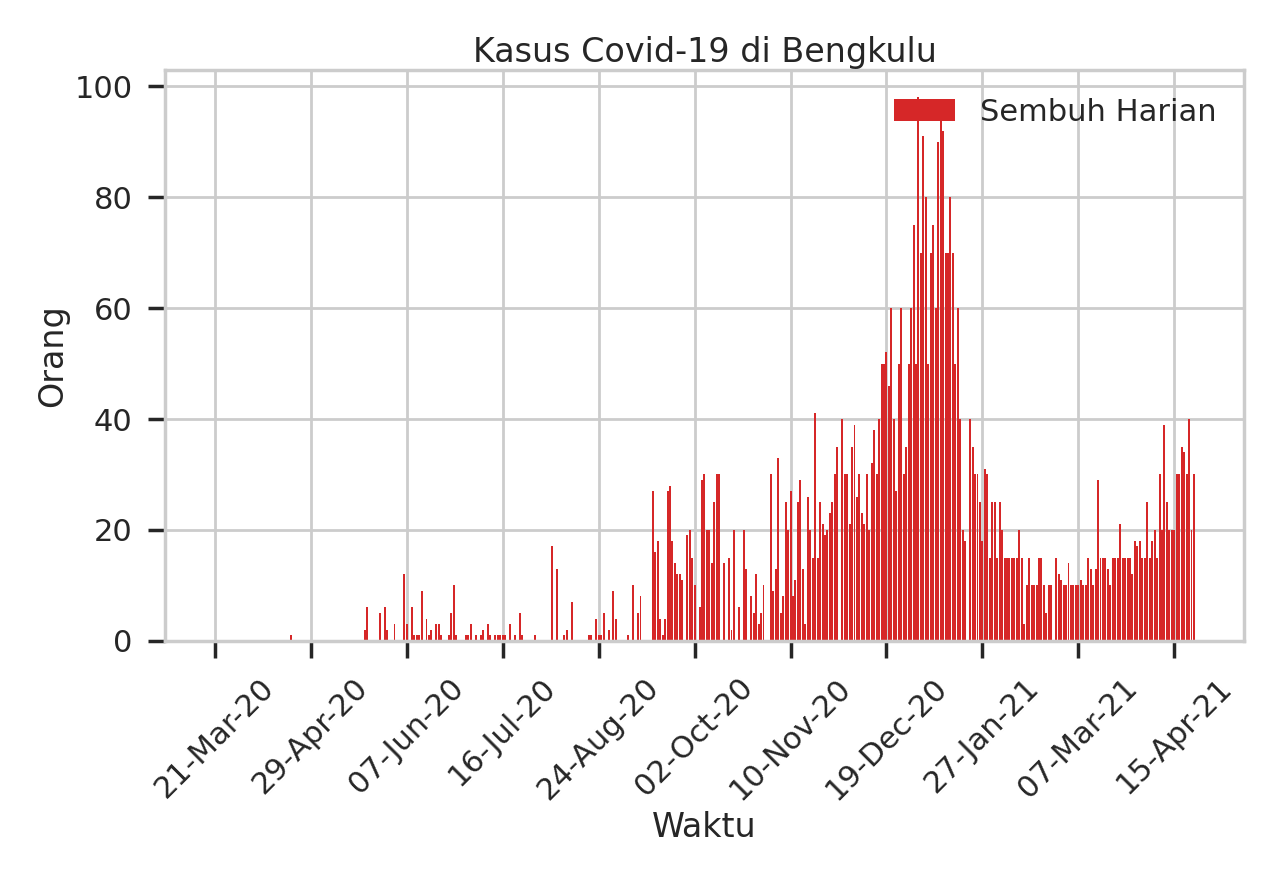 Kasus Covid-19 di Bengkulu
Sembuh Harian
Orang
100
80
60
40
20
0
21-Mar-20
29-Apr-20
07-Jun-20
16-Jul-20
24-Aug-20
02-Oct-20
10-Nov-20
19-Dec-20
27-Jan-21
07-Mar-21
15-Apr-21
Waktu